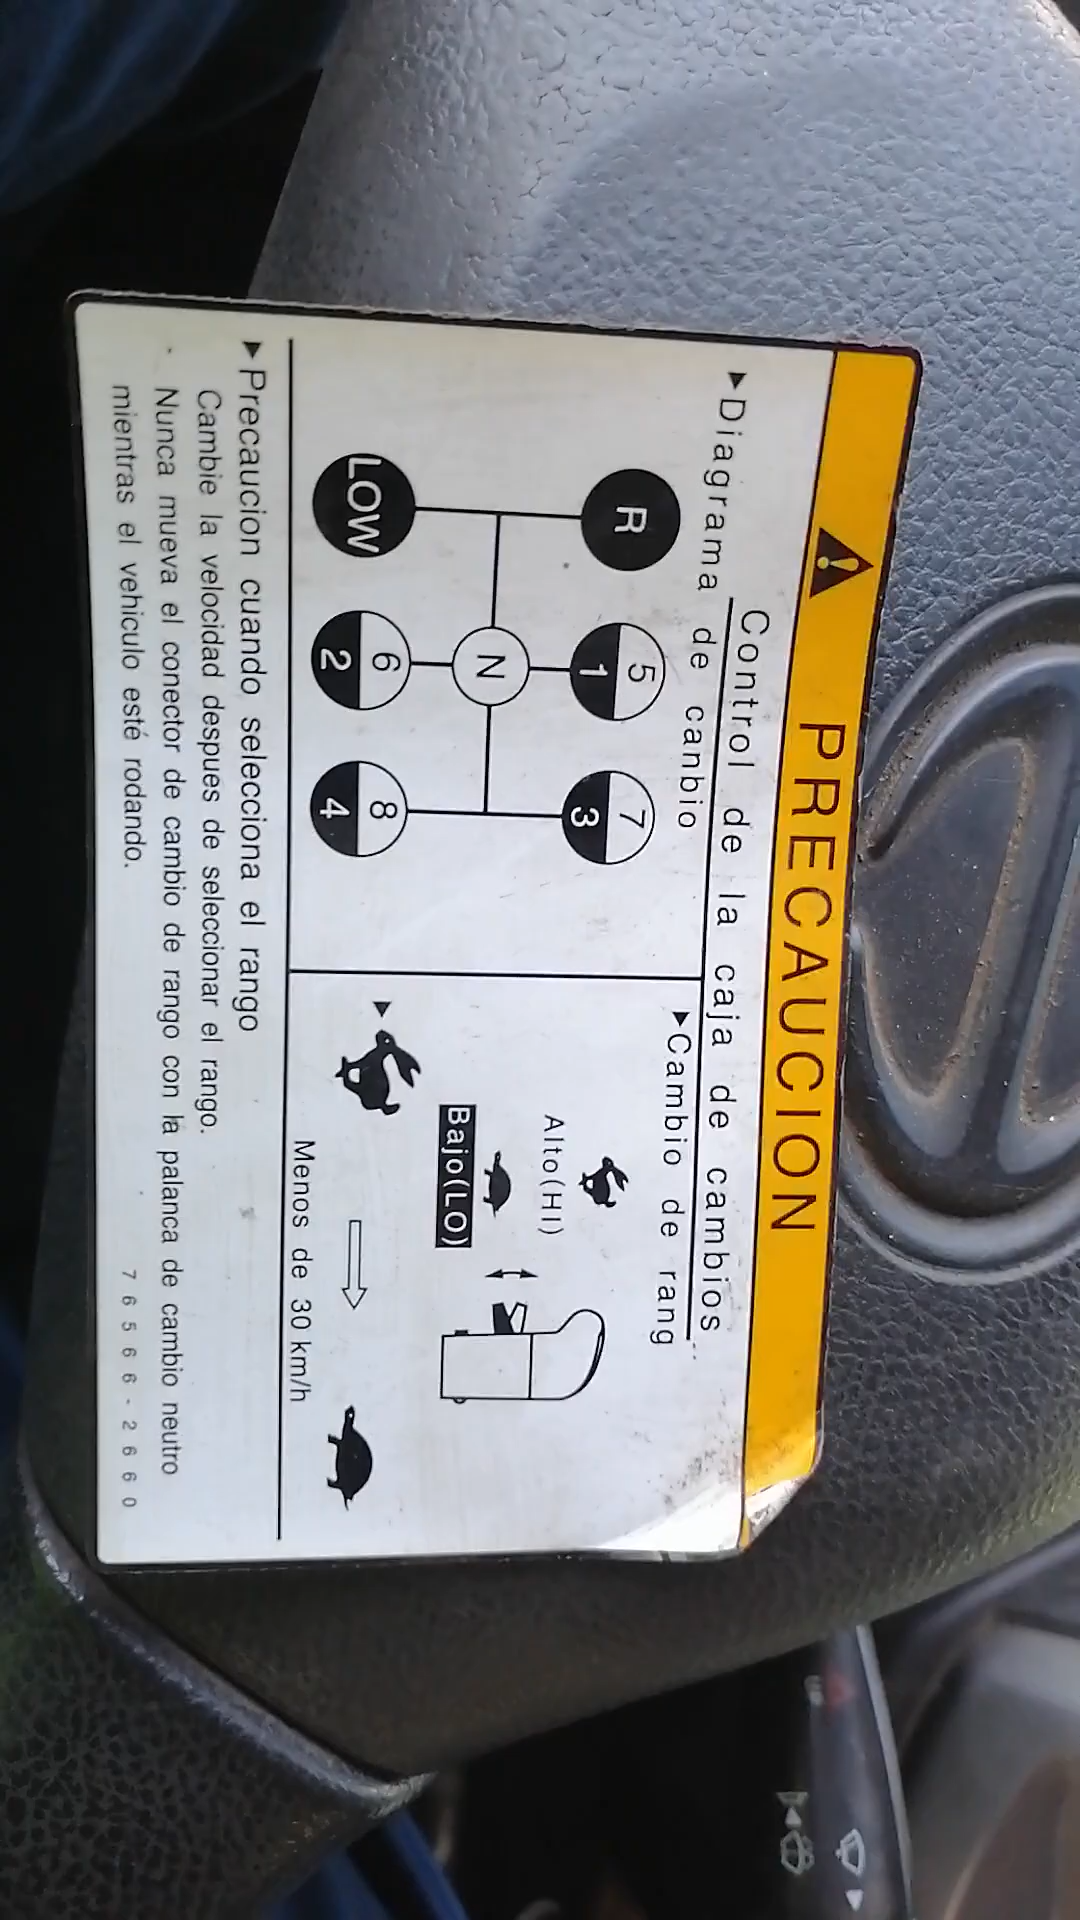 PRECAUCION
Control de la caja de cambios
▶Diagrama de canbio
R
5
1
7
3
N
LOW
6
2
8
4
▶Cambio de rang
Alto(HI)
Bajo(LO)
Menos de 30 km/h
▶Precaucion cuando selecciona el rango
Cambie la velocidad despues de seleccionar el rango.
Nunca mueva el conector de cambio de rango con la palanca de cambio neutro
mientras el vehiculo esté rodando.
76566-2660